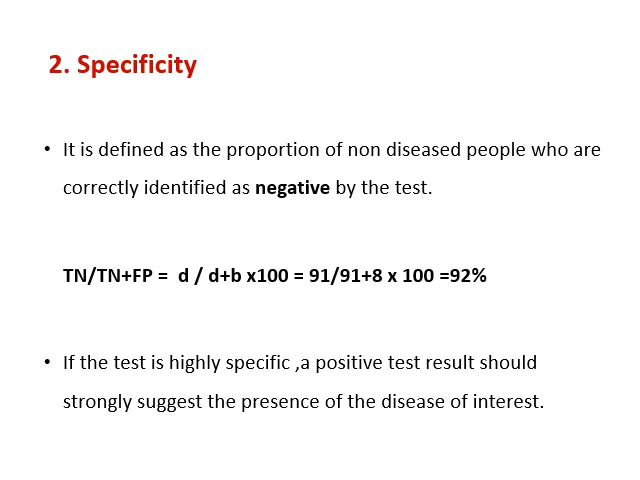 2. Specificity
• It is defined as the proportion of non diseased people who are
correctly identified as negative by the test.
TN/TN+FP = d / d+b x100 = 91/91+8 x 100 =92%
• If the test is highly specific ,a positive test result should
strongly suggest the presence of the disease of interest.